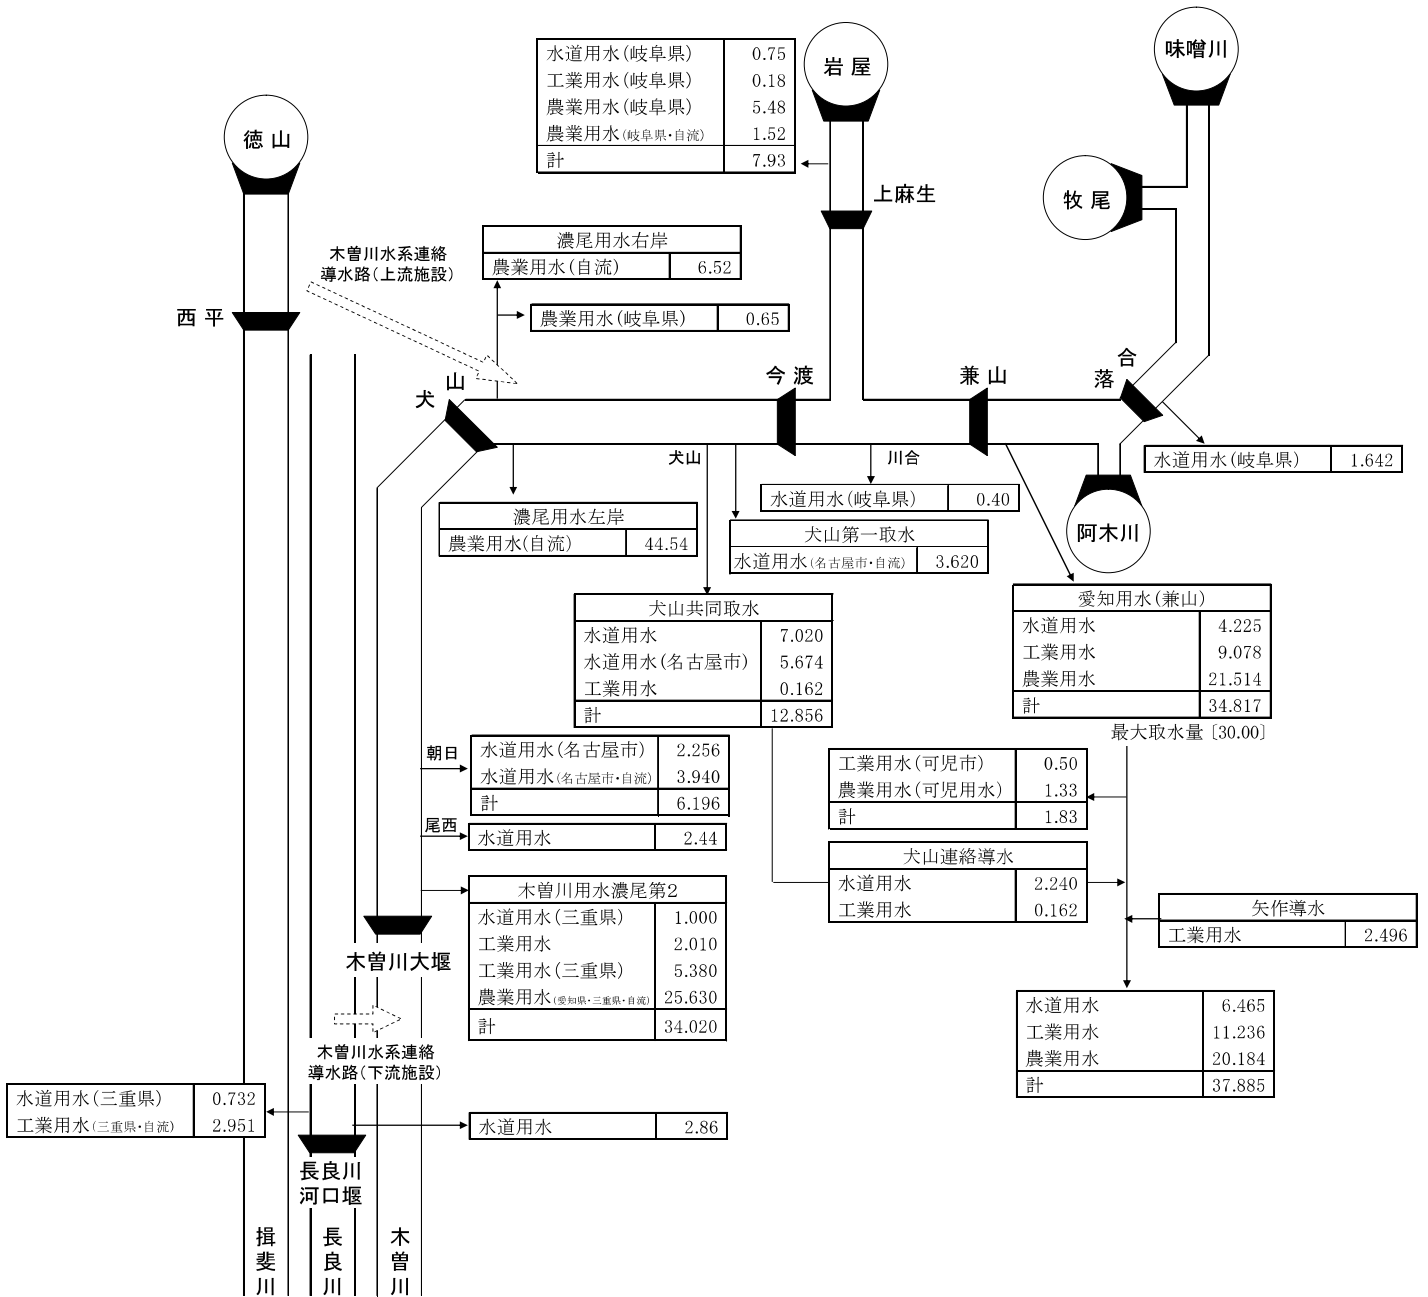 徳山
岩屋
味噌川
牧尾
水道用水(岐阜県) 0.75
工業用水(岐阜県) 0.18
農業用水(岐阜県) 5.48
農業用水(岐阜県・自流) 1.52
計 7.93
上麻生
木曽川水系連絡
導水路(上流施設)
濃尾用水右岸
農業用水(自流) 6.52
農業用水(岐阜県) 0.65
西平
犬山
今渡
兼山
落合
水道用水(岐阜県) 1.642
犬山
川合
水道用水(岐阜県) 0.40
濃尾用水左岸
農業用水(自流) 44.54
犬山第一取水
水道用水(名古屋市・自流) 3.620
阿木川
犬山共同取水
水道用水 7.020
水道用水(名古屋市) 5.674
工業用水 0.162
計 12.856
愛知用水(兼山)
水道用水 4.225
工業用水 9.078
農業用水 21.514
計 34.817
最大取水量〔30.00〕
朝日
水道用水(名古屋市) 2.256
水道用水(名古屋市・自流) 3.940
計 6.196
尾西
水道用水 2.44
工業用水(可児市) 0.50
農業用水(可児用水) 1.33
計 1.83
犬山連絡導水
水道用水 2.240
工業用水 0.162
矢作導水
工業用水 2.496
木曽川用水濃尾第2
水道用水(三重県) 1.000
工業用水 2.010
工業用水(三重県) 5.380
農業用水(愛知県・三重県・自流) 25.630
計 34.020
木曽川大堰
水道用水 6.465
工業用水 11.236
農業用水 20.184
計 37.885
木曽川水系連絡
導水路(下流施設)
水道用水(三重県) 0.732
工業用水(三重県・自流) 2.951
水道用水 2.86
長良川
河口堰
揖斐川
長良川
木曽川